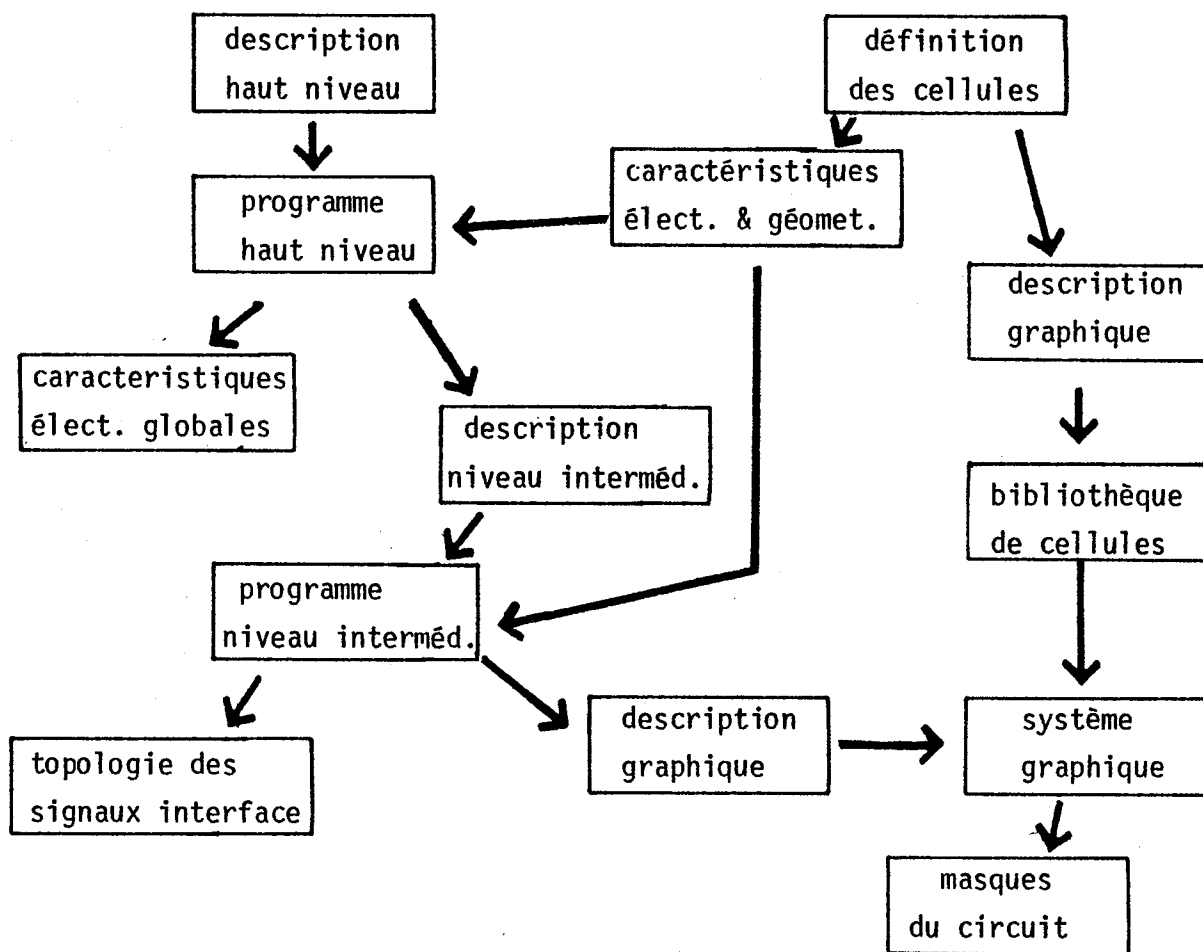 description
haut niveau
définition
des cellules
programme
haut niveau
caractéristiques
élect. & géomet.
description
graphique
caracteristiques
élect. globales
description
niveau interméd.
bibliothèque
de cellules
programme
niveau interméd.
topologie des
signaux interface
description
graphique
système
graphique
masques
du circuit